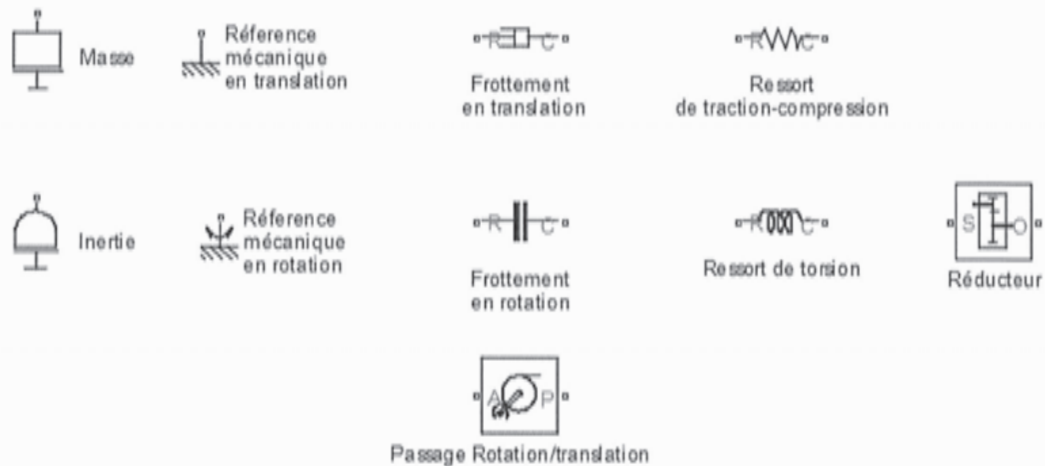 Masse
Réference
mécanique
en translation
R C
Frottement
en translation
R C
Ressort
de traction-compression
Inertie
Réference
mécanique
en rotation
R C
Frottement
en rotation
R C
Ressort de torsion
S O
Réducteur
A P
Passage Rotation/translation